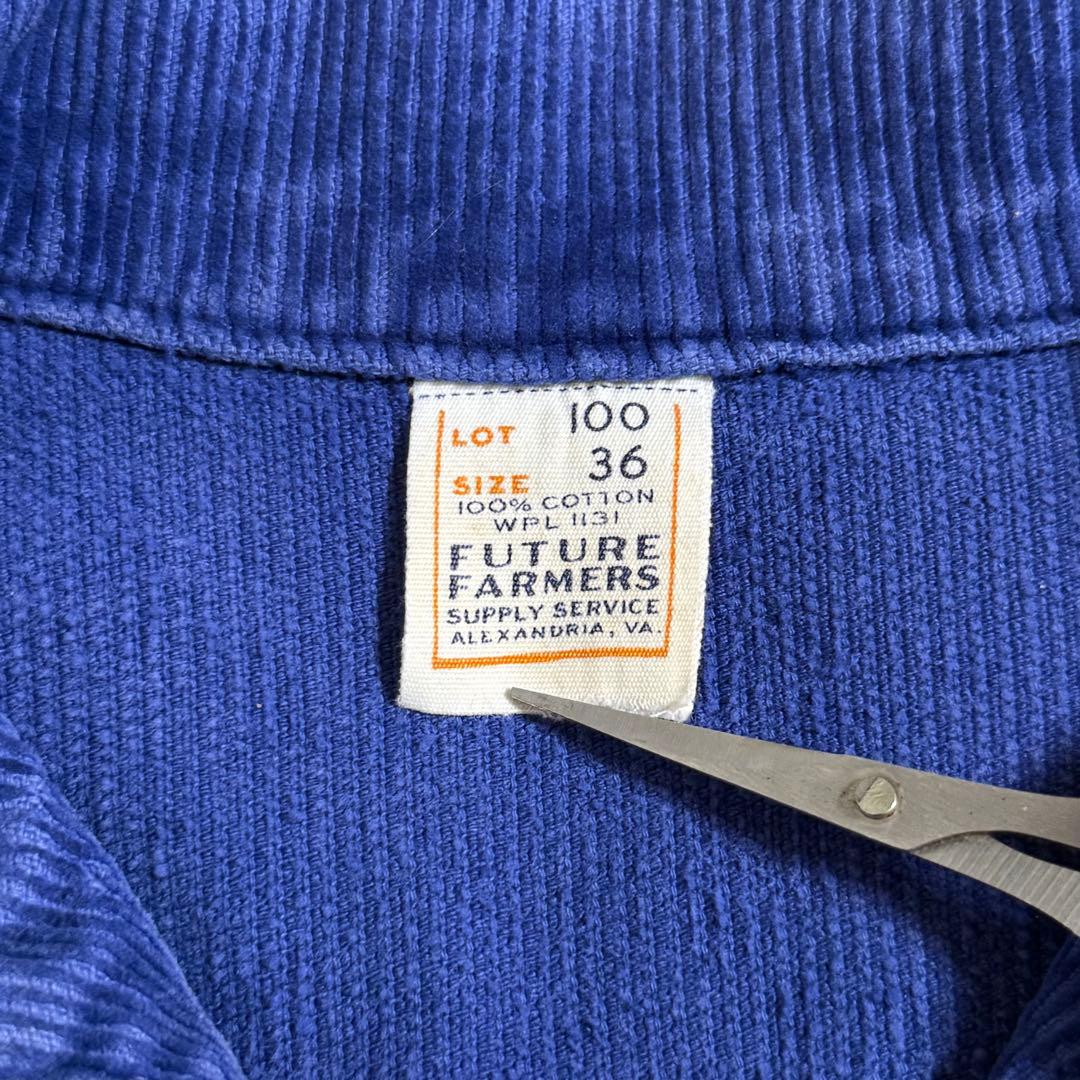 LOT 100
SIZE 36
100% COTTON
WPL 1131
FUTURE
FARMERS
SUPPLY SERVICE
ALEXANDRIA, VA.